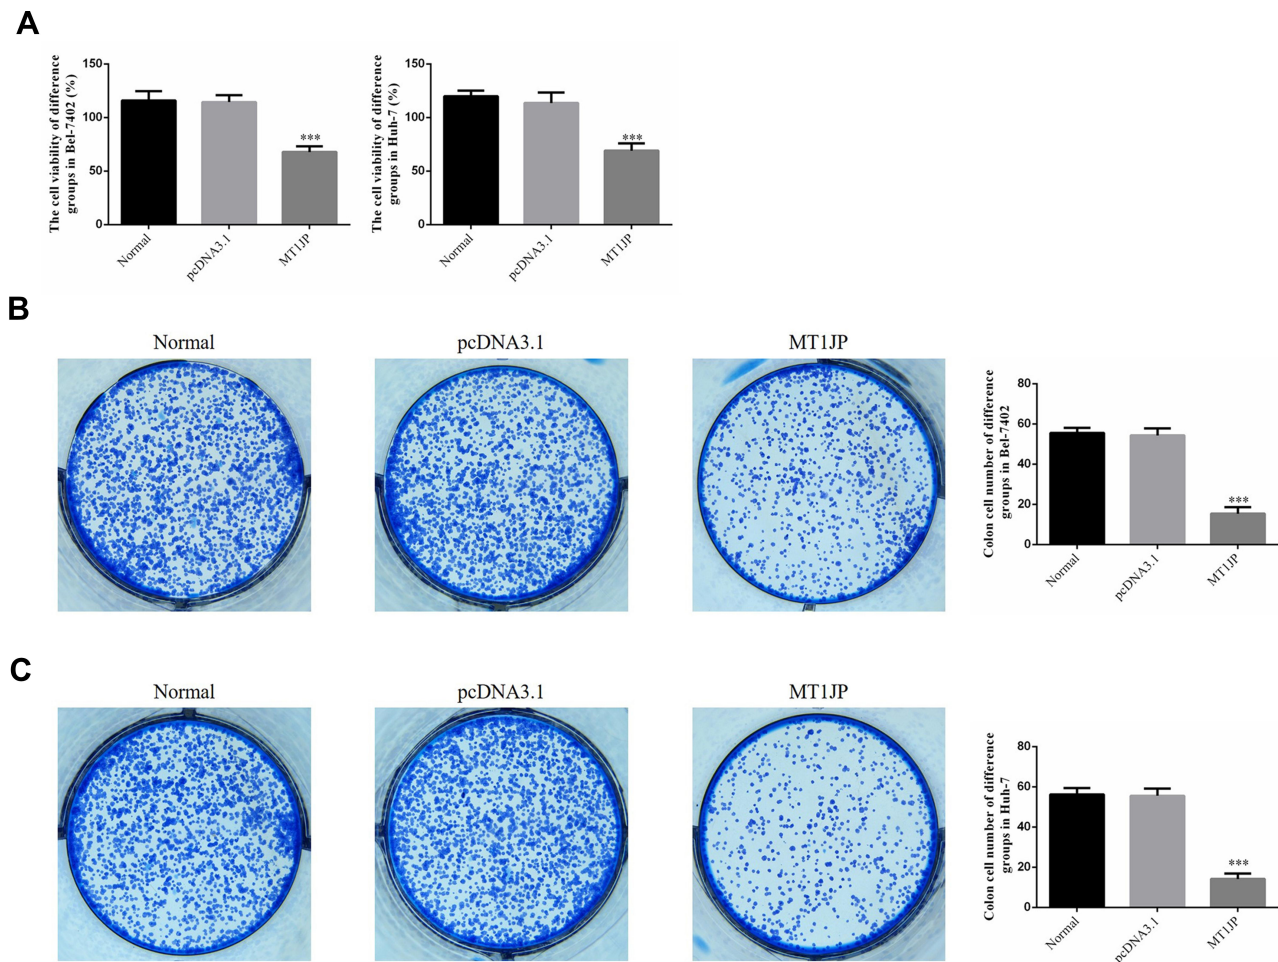 A
The cell viability of difference
groups in Bel-7402 (%)
150
100
50
0
***
Normal
pcDNA3.1
MT1JP
The cell viability of difference
groups in Huh-7 (%)
150
100
50
0
***
Normal
pcDNA3.1
MT1JP
B
Normal
pcDNA3.1
MT1JP
Colon cell number of difference
groups in Bel-7402
80
60
40
20
0
***
Normal
pcDNA3.1
MT1JP
C
Normal
pcDNA3.1
MT1JP
Colon cell number of difference
groups in Huh-7
80
60
40
20
0
***
Normal
pcDNA3.1
MT1JP